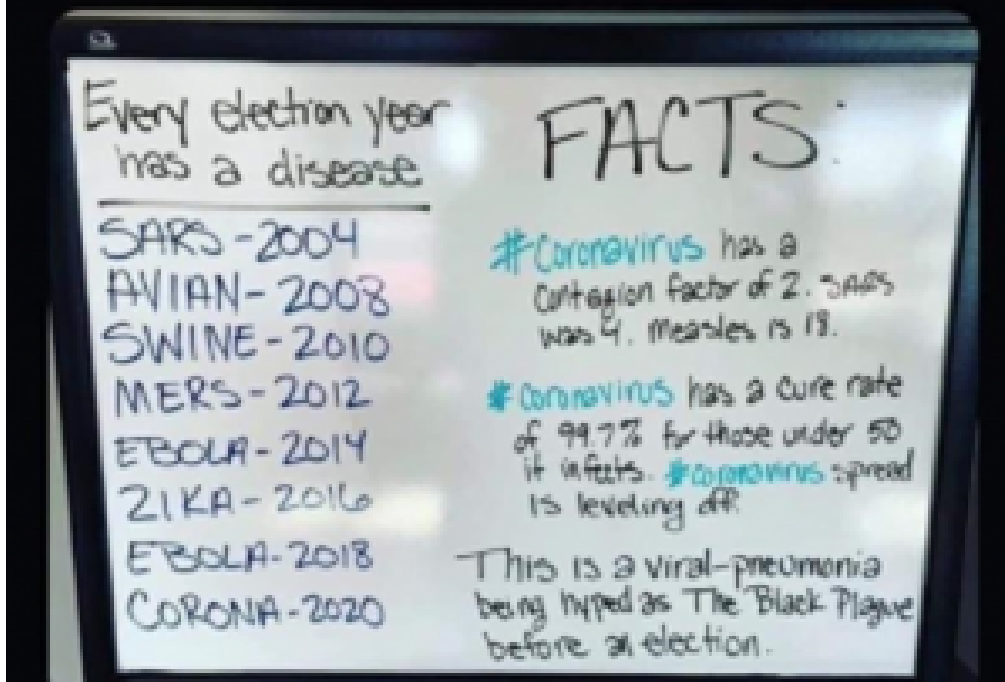 Every election year
has a disease
SARS - 2004
AVIAN - 2008
SWINE - 2010
MERS - 2012
EBOLA - 2014
ZIKA - 2016
EBOLA - 2018
CORONA - 2020
FACTS:
#Coronavirus has a
Contagion factor of 2. SARS
was 4. Measles is 18.
#Coronavirus has a cure rate
of 99.7% for those under 50
it infects. #Coronavirus spread
is leveling off.
This is a viral-pneumonia
being hyped as The Black Plague
before an election.